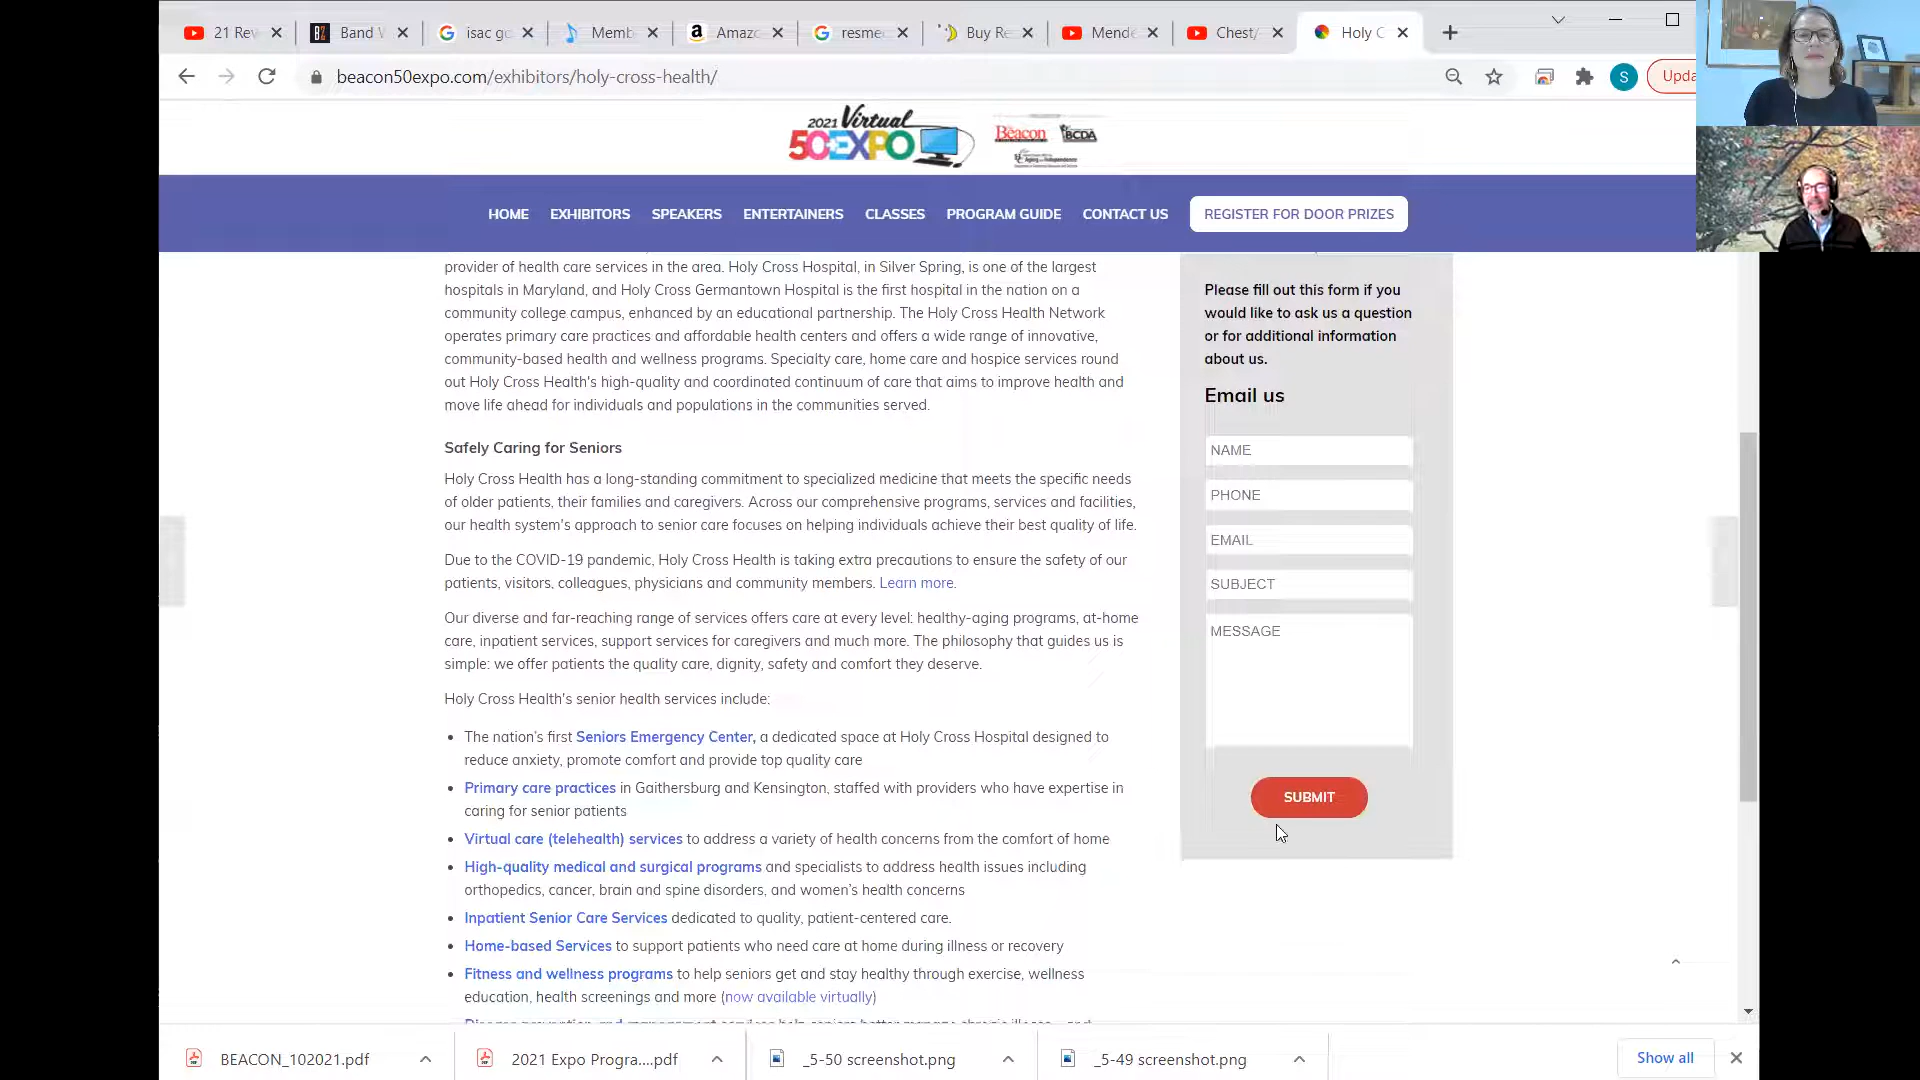 21 Rev
Band
isac go
Memb
Amazo
resme
Buy Re
Mende
Chest/
Holy C
beacon50expo.com/exhibitors/holy-cross-health/
S
Upda
2021 Virtual
50+EXPO
Beacon
BCDA
HOME EXHIBITORS SPEAKERS ENTERTAINERS CLASSES PROGRAM GUIDE CONTACT US REGISTER FOR DOOR PRIZES
provider of health care services in the area. Holy Cross Hospital, in Silver Spring, is one of the largest
hospitals in Maryland, and Holy Cross Germantown Hospital is the first hospital in the nation on a
community college campus, enhanced by an educational partnership. The Holy Cross Health Network
operates primary care practices and affordable health centers and offers a wide range of innovative,
community-based health and wellness programs. Specialty care, home care and hospice services round
out Holy Cross Health's high-quality and coordinated continuum of care that aims to improve health and
move life ahead for individuals and populations in the communities served.
Safely Caring for Seniors
Holy Cross Health has a long-standing commitment to specialized medicine that meets the specific needs
of older patients, their families and caregivers. Across our comprehensive programs, services and facilities,
our health system's approach to senior care focuses on helping individuals achieve their best quality of life.
Due to the COVID-19 pandemic, Holy Cross Health is taking extra precautions to ensure the safety of our
patients, visitors, colleagues, physicians and community members. Learn more.
Our diverse and far-reaching range of services offers care at every level: healthy-aging programs, at-home
care, inpatient services, support services for caregivers and much more. The philosophy that guides us is
simple: we offer patients the quality care, dignity, safety and comfort they deserve.
Holy Cross Health's senior health services include:
• The nation's first Seniors Emergency Center, a dedicated space at Holy Cross Hospital designed to
reduce anxiety, promote comfort and provide top quality care
• Primary care practices in Gaithersburg and Kensington, staffed with providers who have expertise in
caring for senior patients
• Virtual care (telehealth) services to address a variety of health concerns from the comfort of home
• High-quality medical and surgical programs and specialists to address health issues including
orthopedics, cancer, brain and spine disorders, and women's health concerns
• Inpatient Senior Care Services dedicated to quality, patient-centered care.
• Home-based Services to support patients who need care at home during illness or recovery
• Fitness and wellness programs to help seniors get and stay healthy through exercise, wellness
education, health screenings and more (now available virtually)
Please fill out this form if you
would like to ask us a question
or for additional information
about us.
Email us
NAME
PHONE
EMAIL
SUBJECT
MESSAGE
SUBMIT
BEACON_102021.pdf
2021 Expo Progra....pdf
_5-50 screenshot.png
_5-49 screenshot.png
Show all